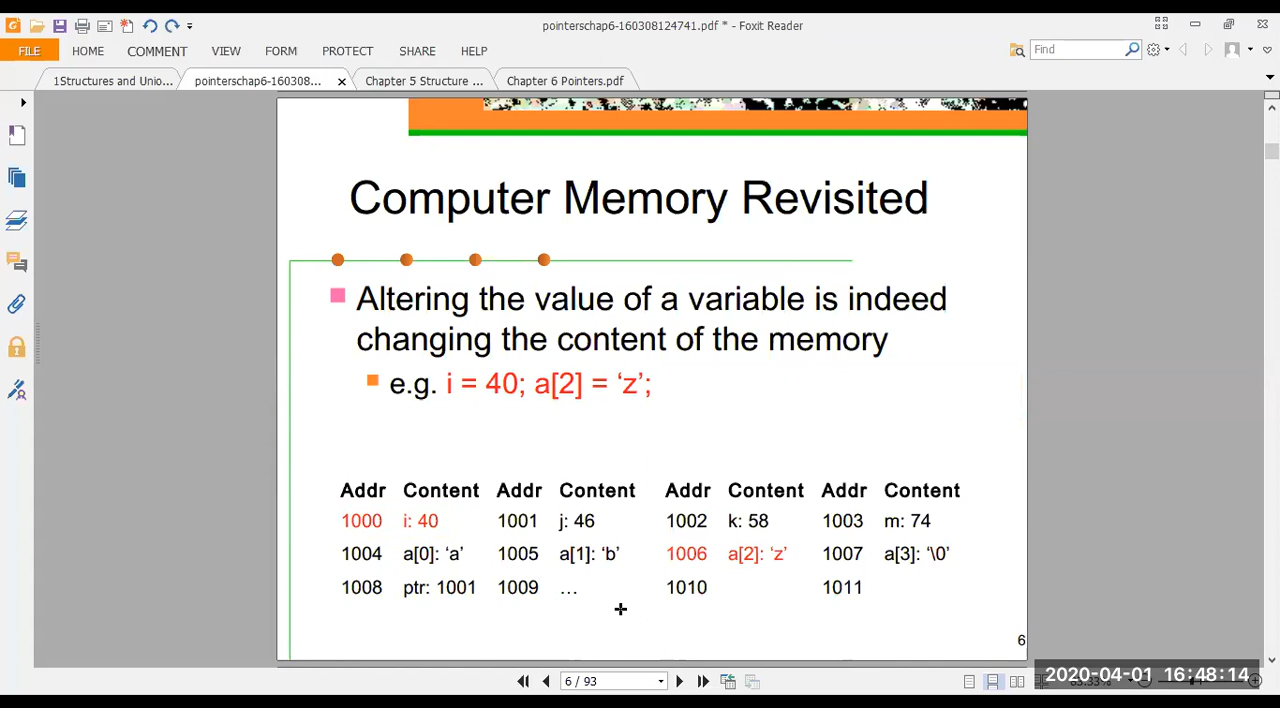 pointerschap6-160308124741.pdf * - Foxit Reader
FILE HOME COMMENT VIEW FORM PROTECT SHARE HELP Find
1Structures and Unio... pointerschap6-160308... Chapter 5 Structure ... Chapter 6 Pointers.pdf
Computer Memory Revisited
Altering the value of a variable is indeed
changing the content of the memory
e.g. i = 40; a[2] = ‘z’;
Addr Content Addr Content Addr Content Addr Content
1000 i: 40 1001 j: 46 1002 k: 58 1003 m: 74
1004 a[0]: ‘a’ 1005 a[1]: ‘b’ 1006 a[2]: ‘z’ 1007 a[3]: ‘\0’
1008 ptr: 1001 1009 … 1010 1011
6
6 / 93
2020-04-01 16:48:14